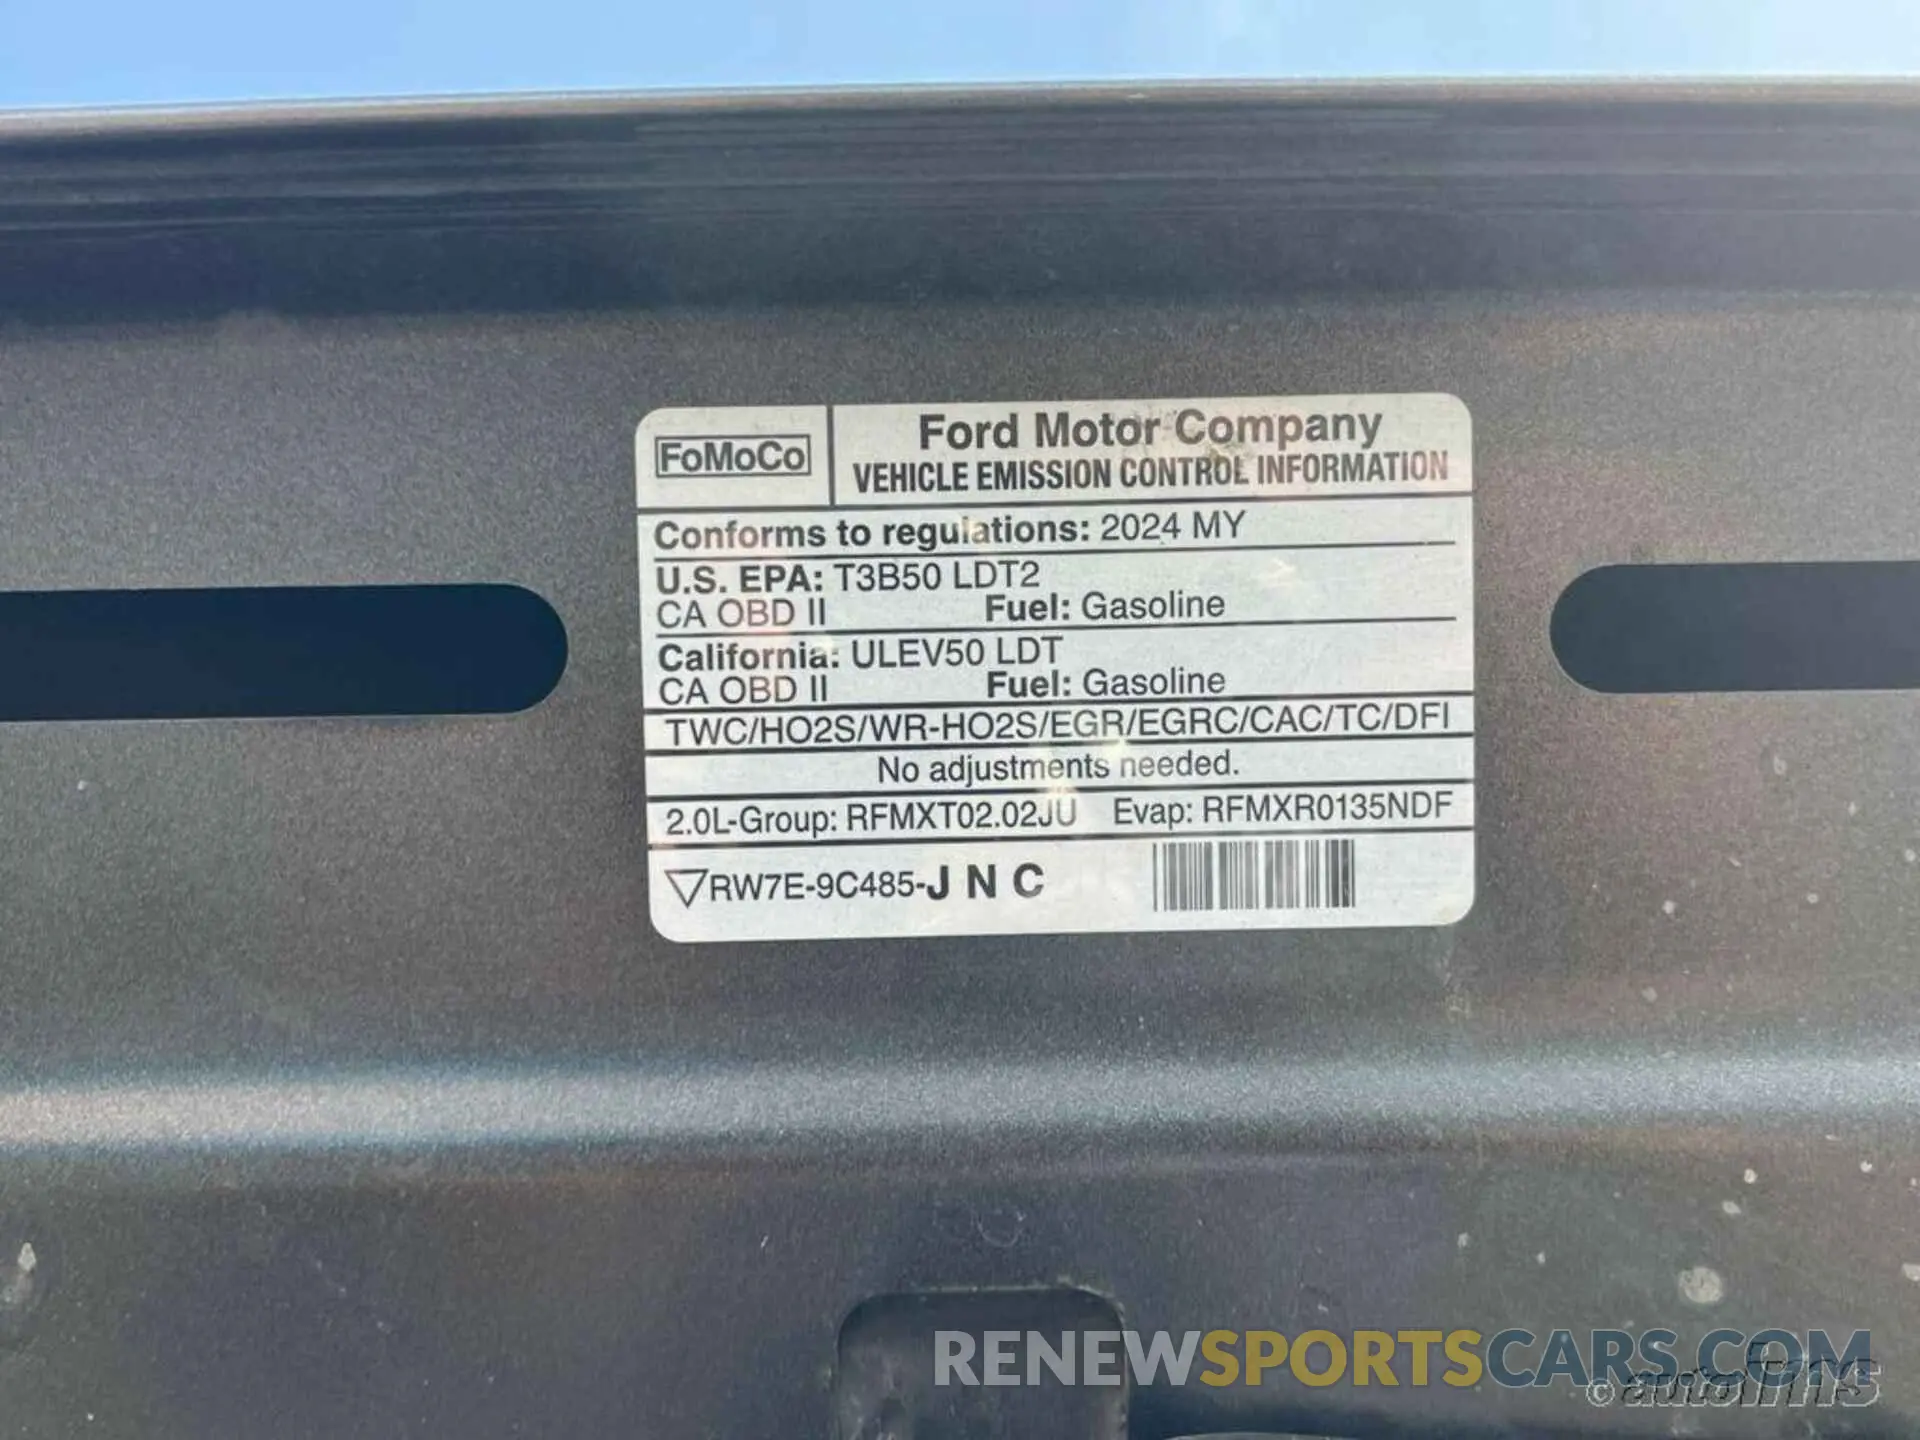 FoMoCo
Ford Motor Company
VEHICLE EMISSION CONTROL INFORMATION
Conforms to regulations: 2024 MY
U.S. EPA: T3B50 LDT2
CA OBD II Fuel: Gasoline
California: ULEV50 LDT
CA OBD II Fuel: Gasoline
TWC/HO2S/WR-HO2S/EGR/EGRC/CAC/TC/DFI
No adjustments needed.
2.0L-Group: RFMXT02.02JU Evap: RFMXR0135NDF
RW7E-9C485-J N C
RENEWSPORTSCARS.COM
©